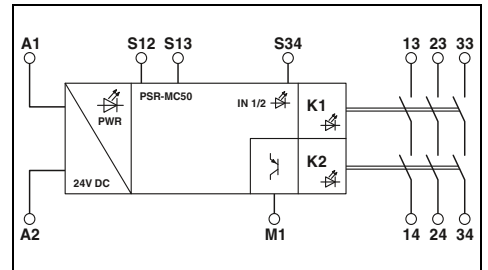 A1 S12 S13 S34 13 23 33
PSR-MC50
IN 1/2 K1
PWR
K2
24V DC
A2 M1 14 24 34